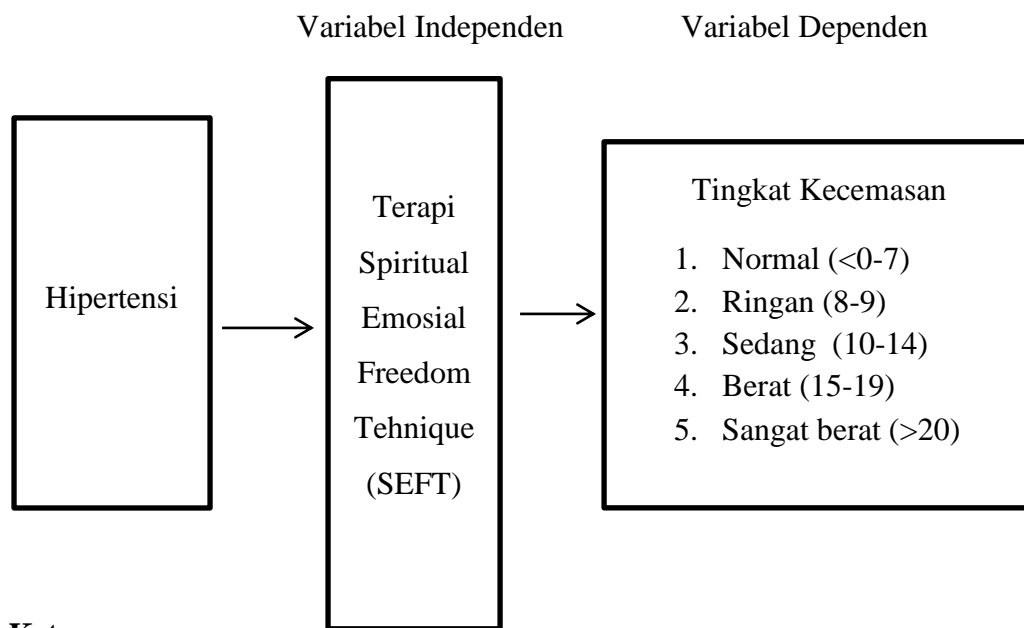 Variabel Independen
Variabel Dependen
Hipertensi
Terapi
Spiritual
Emosial
Freedom
Tehnique
(SEFT)
Tingkat Kecemasan
1. Normal (<0-7)
2. Ringan (8-9)
3. Sedang (10-14)
4. Berat (15-19)
5. Sangat berat (>20)